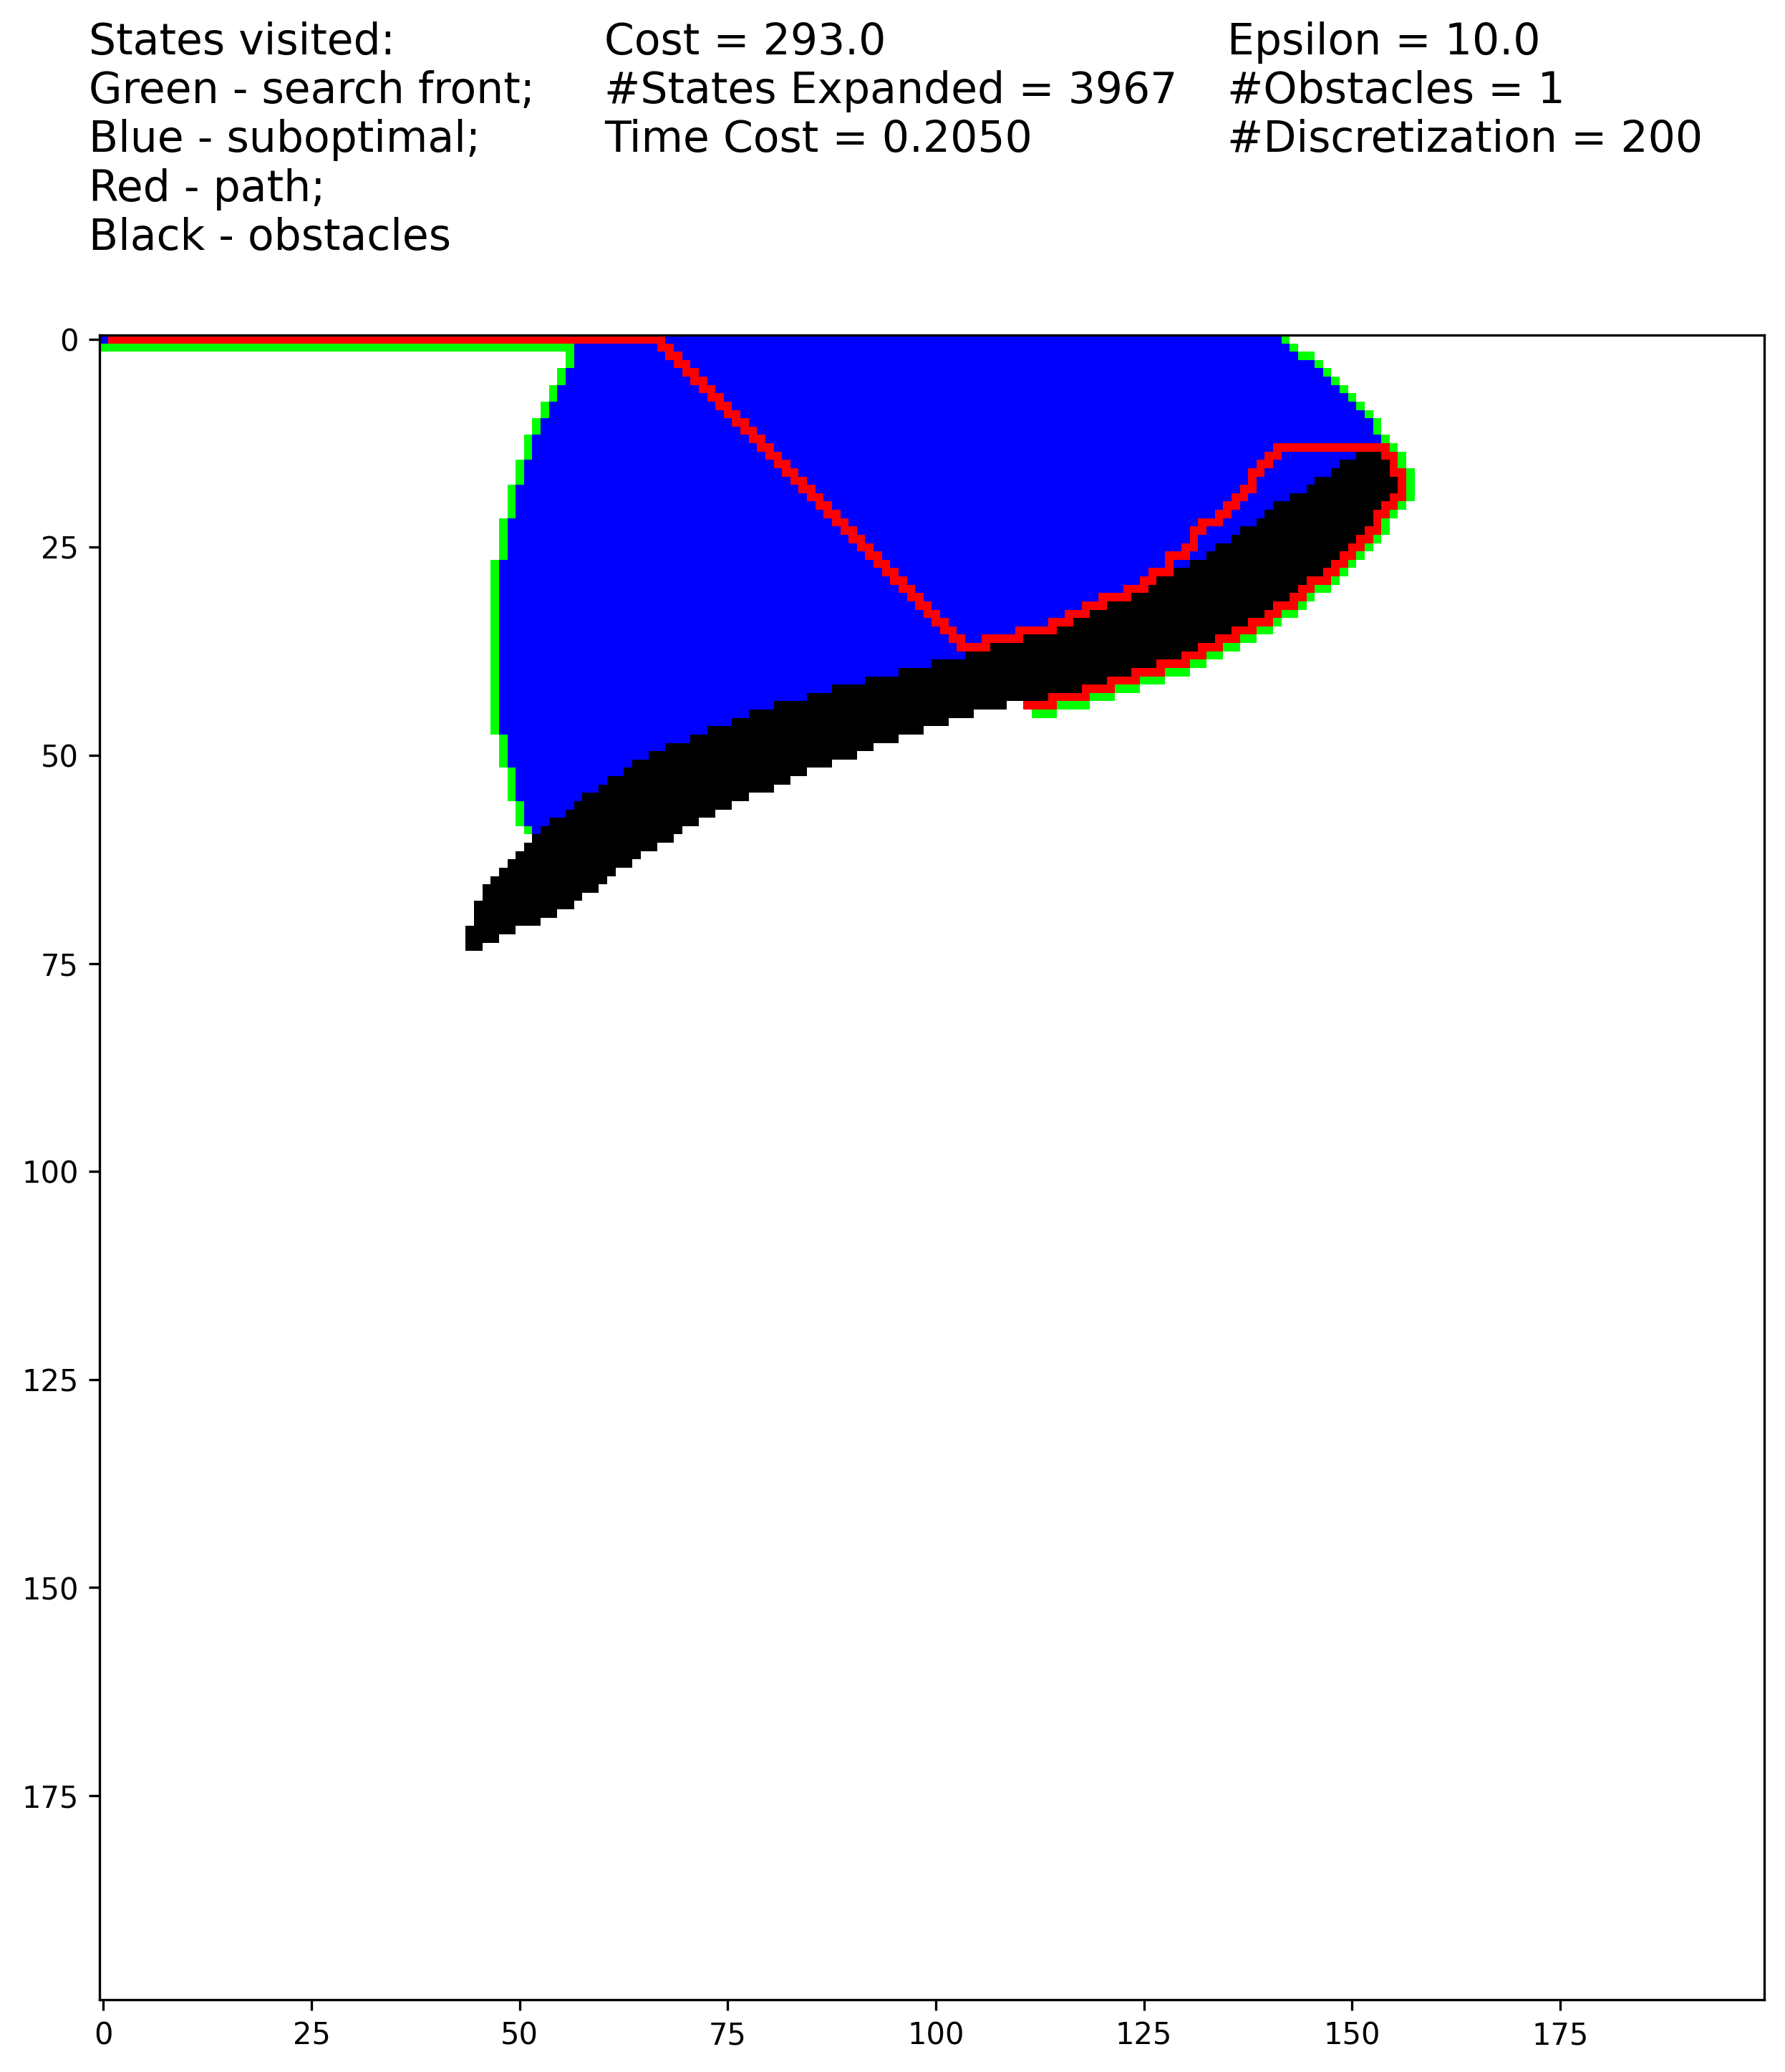 States visited:
Green - search front;
Blue - suboptimal;
Red - path;
Black - obstacles
Cost = 293.0
#States Expanded = 3967
Time Cost = 0.2050
Epsilon = 10.0
#Obstacles = 1
#Discretization = 200
0
25
50
75
100
125
150
175
0
25
50
75
100
125
150
175